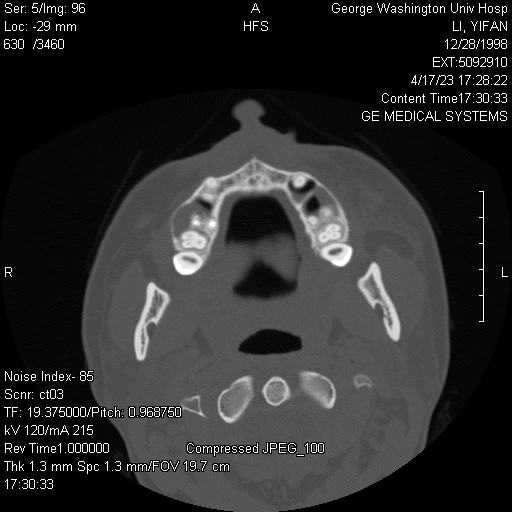 Ser: 5/Img: 96
Loc: -29 mm
630 /3460
A
HFS
George Washington Univ Hosp
LI, YIFAN
12/28/1998
EXT:5092910
4/17/23 17:28:22
Content Time17:30:33
GE MEDICAL SYSTEMS
R
L
Noise Index- 85
Scnr: ct03
TF: 19.375000/Pitch: 0.968750
kV 120/mA 215
Rev Time1.000000
Compressed JPEG_100
Thk 1.3 mm Spc 1.3 mm/FOV 19.7 cm
17:30:33